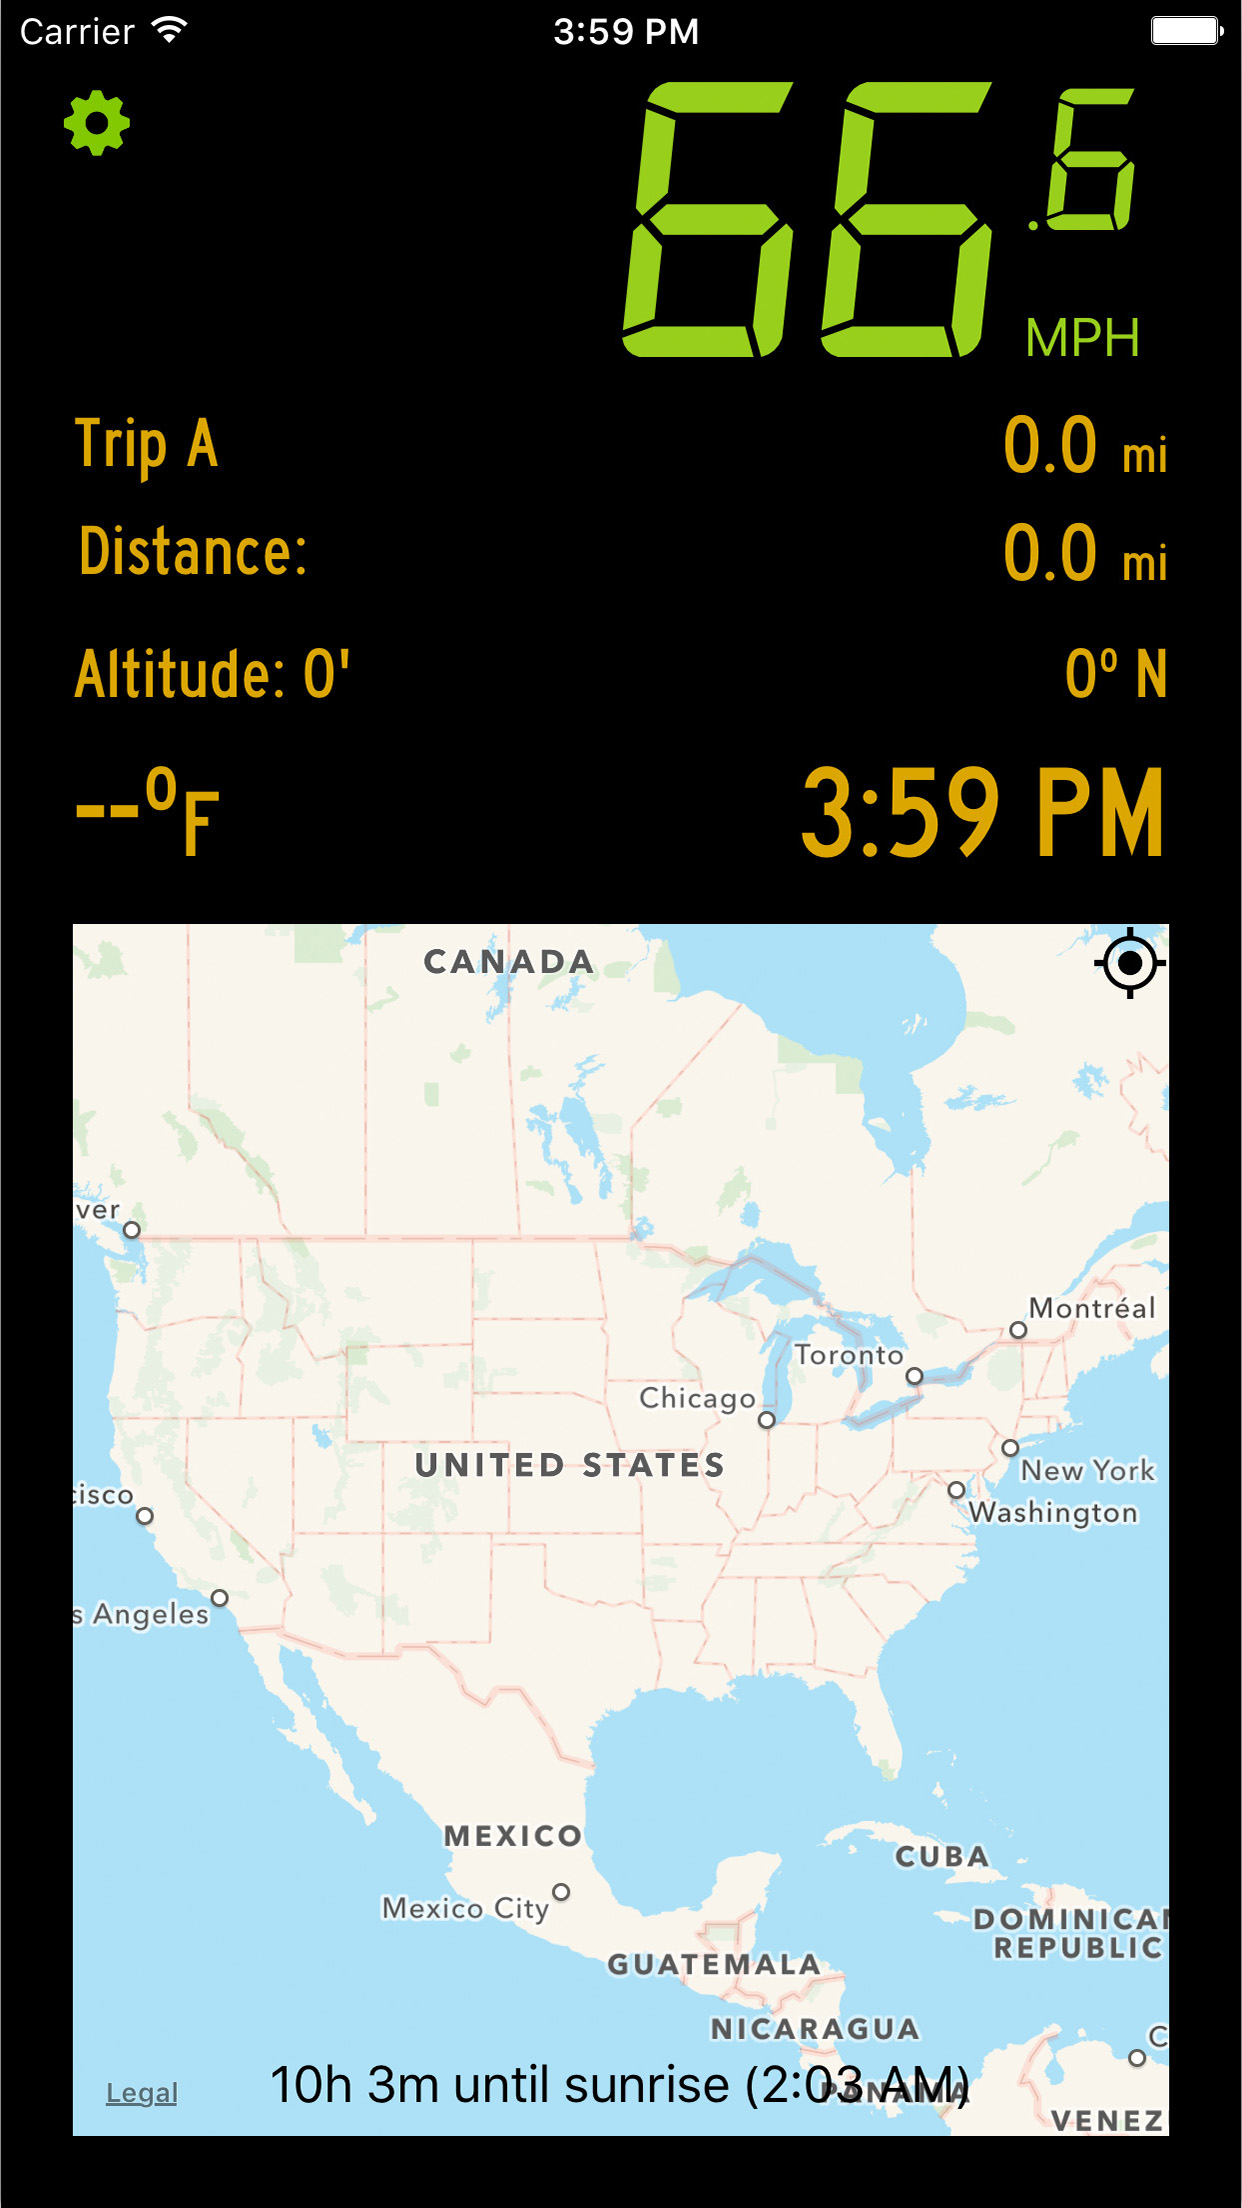 Carrier 3:59 PM
66.6
MPH
Trip A 0.0 mi
Distance: 0.0 mi
Altitude: 0' 0° N
--°F 3:59 PM
CANADA
ver
Montréal
Toronto
Chicago
UNITED STATES
New York
cisco
Washington
s Angeles
MEXICO
CUBA
Mexico City
DOMINICAN
REPUBLIC
GUATEMALA
NICARAGUA
C
10h 3m until sunrise (2:03 AM)
Legal
PANAMA
VENEZ